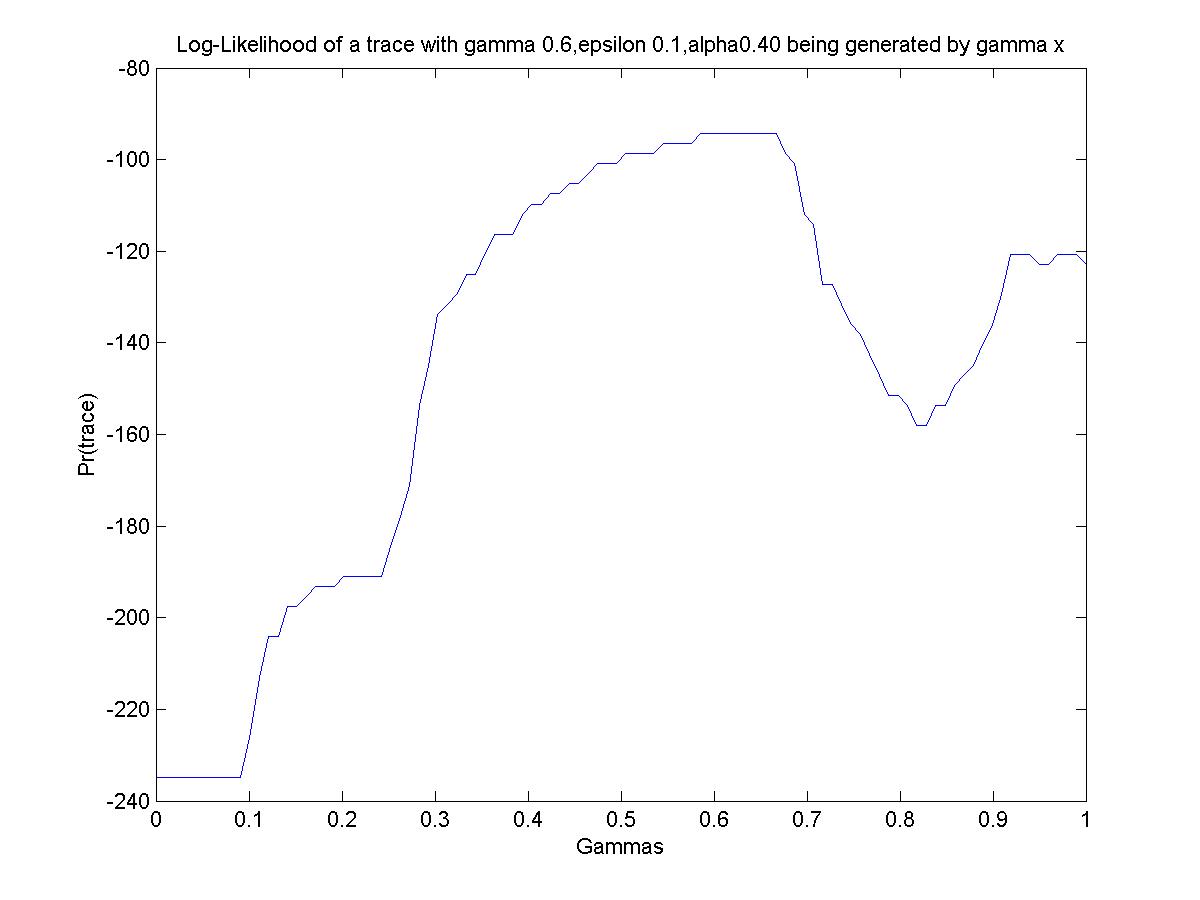 Log-Likelihood of a trace with gamma 0.6,epsilon 0.1,alpha0.40 being generated by gamma x
-80
-100
-120
-140
-160
-180
-200
-220
-240
Pr(trace)
0 0.1 0.2 0.3 0.4 0.5 0.6 0.7 0.8 0.9 1
Gammas